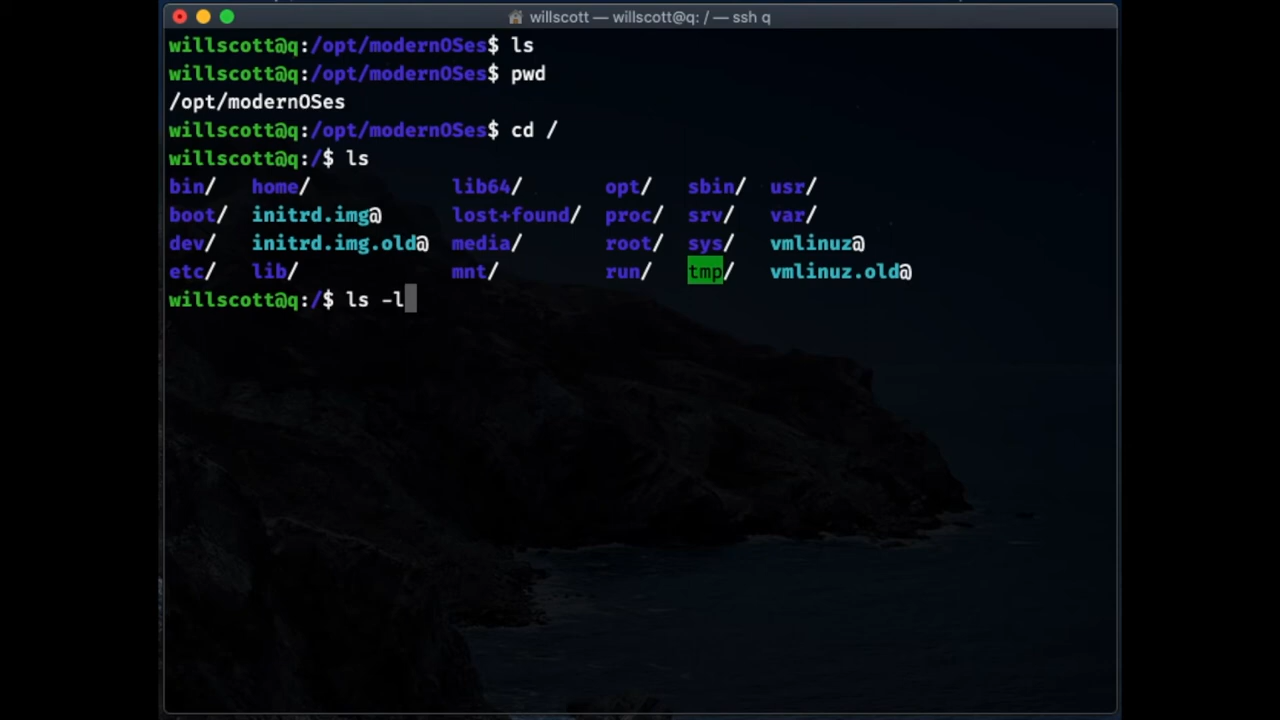 willscott — willscott@q: / — ssh q
willscott@q:/opt/modernOSes$ ls
willscott@q:/opt/modernOSes$ pwd
/opt/modernOSes
willscott@q:/opt/modernOSes$ cd /
willscott@q:/$ ls
bin/ home/ lib64/ opt/ sbin/ usr/
boot/ initrd.img@ lost+found/ proc/ srv/ var/
dev/ initrd.img.old@ media/ root/ sys/ vmlinuz@
etc/ lib/ mnt/ run/ tmp/ vmlinuz.old@
willscott@q:/$ ls -l